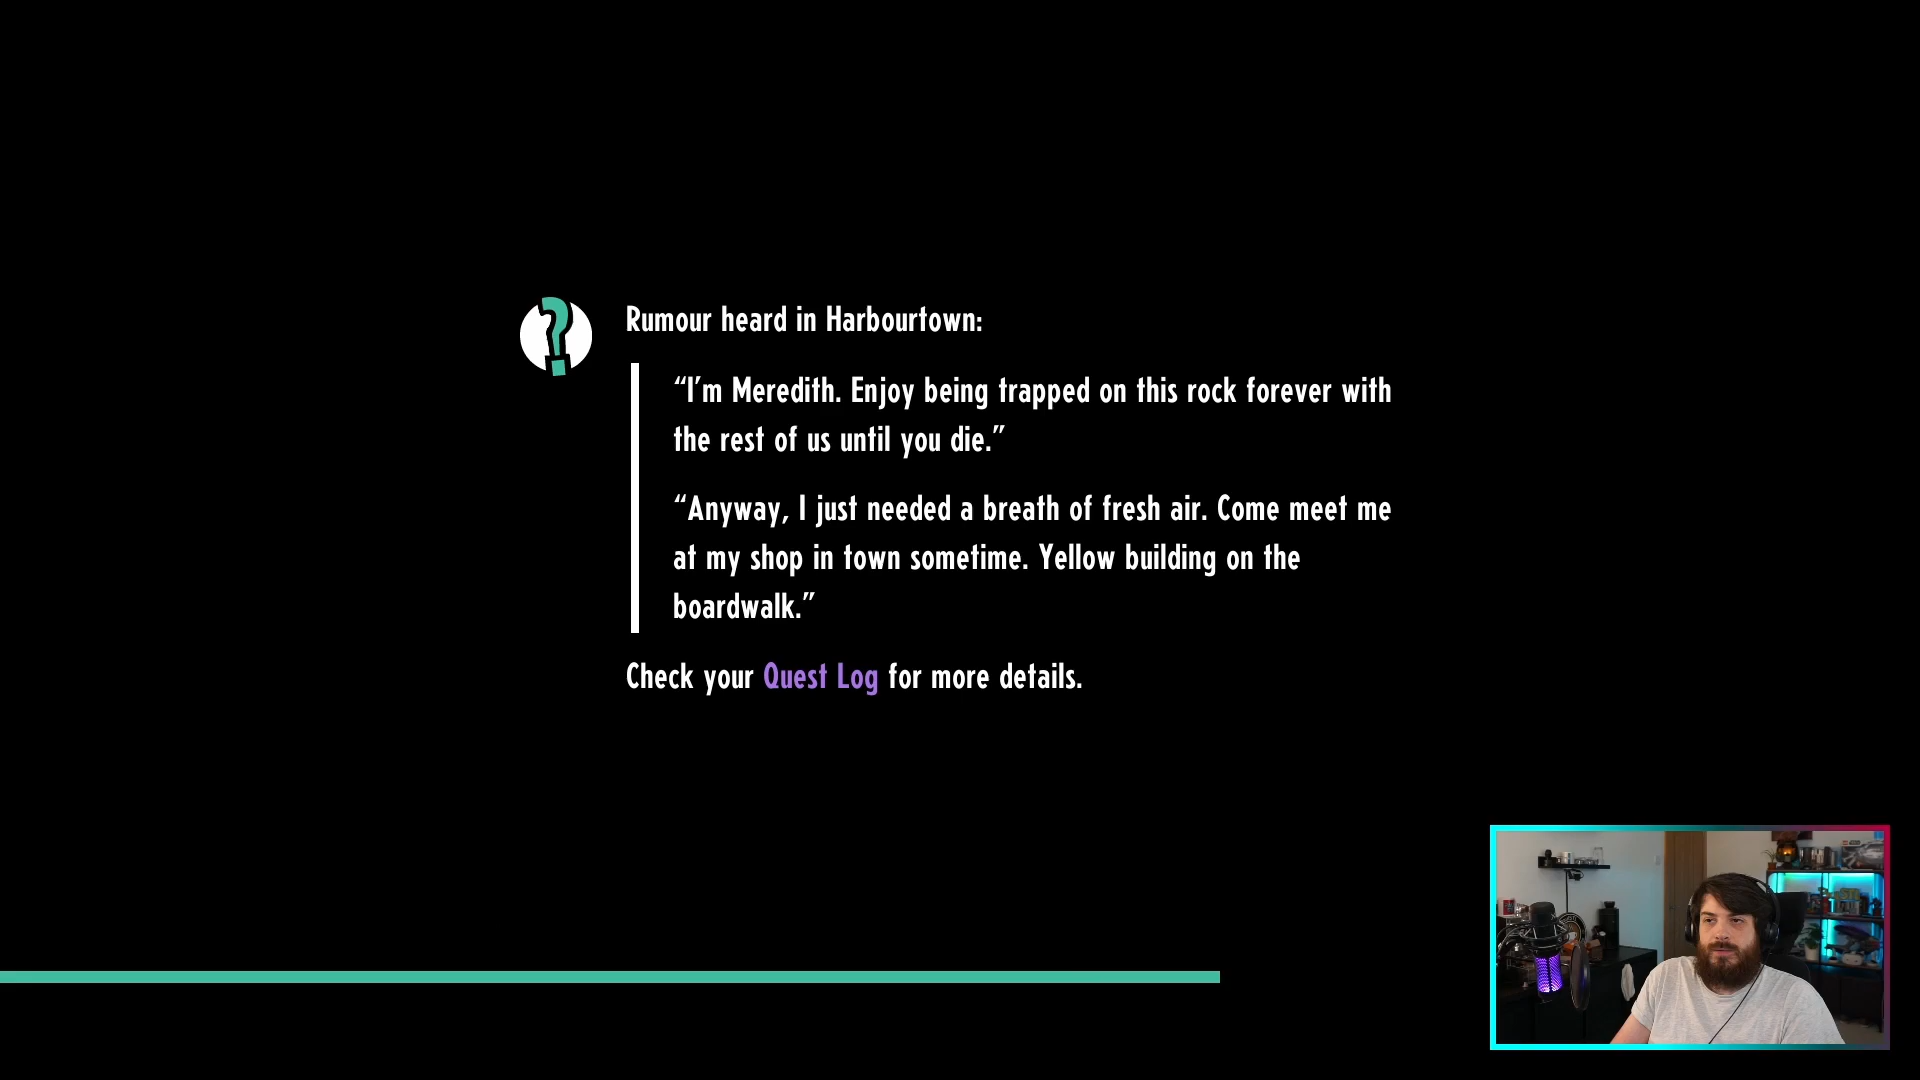 Rumour heard in Harbourtown:
“I’m Meredith. Enjoy being trapped on this rock forever with
the rest of us until you die.”
“Anyway, I just needed a breath of fresh air. Come meet me
at my shop in town sometime. Yellow building on the
boardwalk.”
Check your Quest Log for more details.